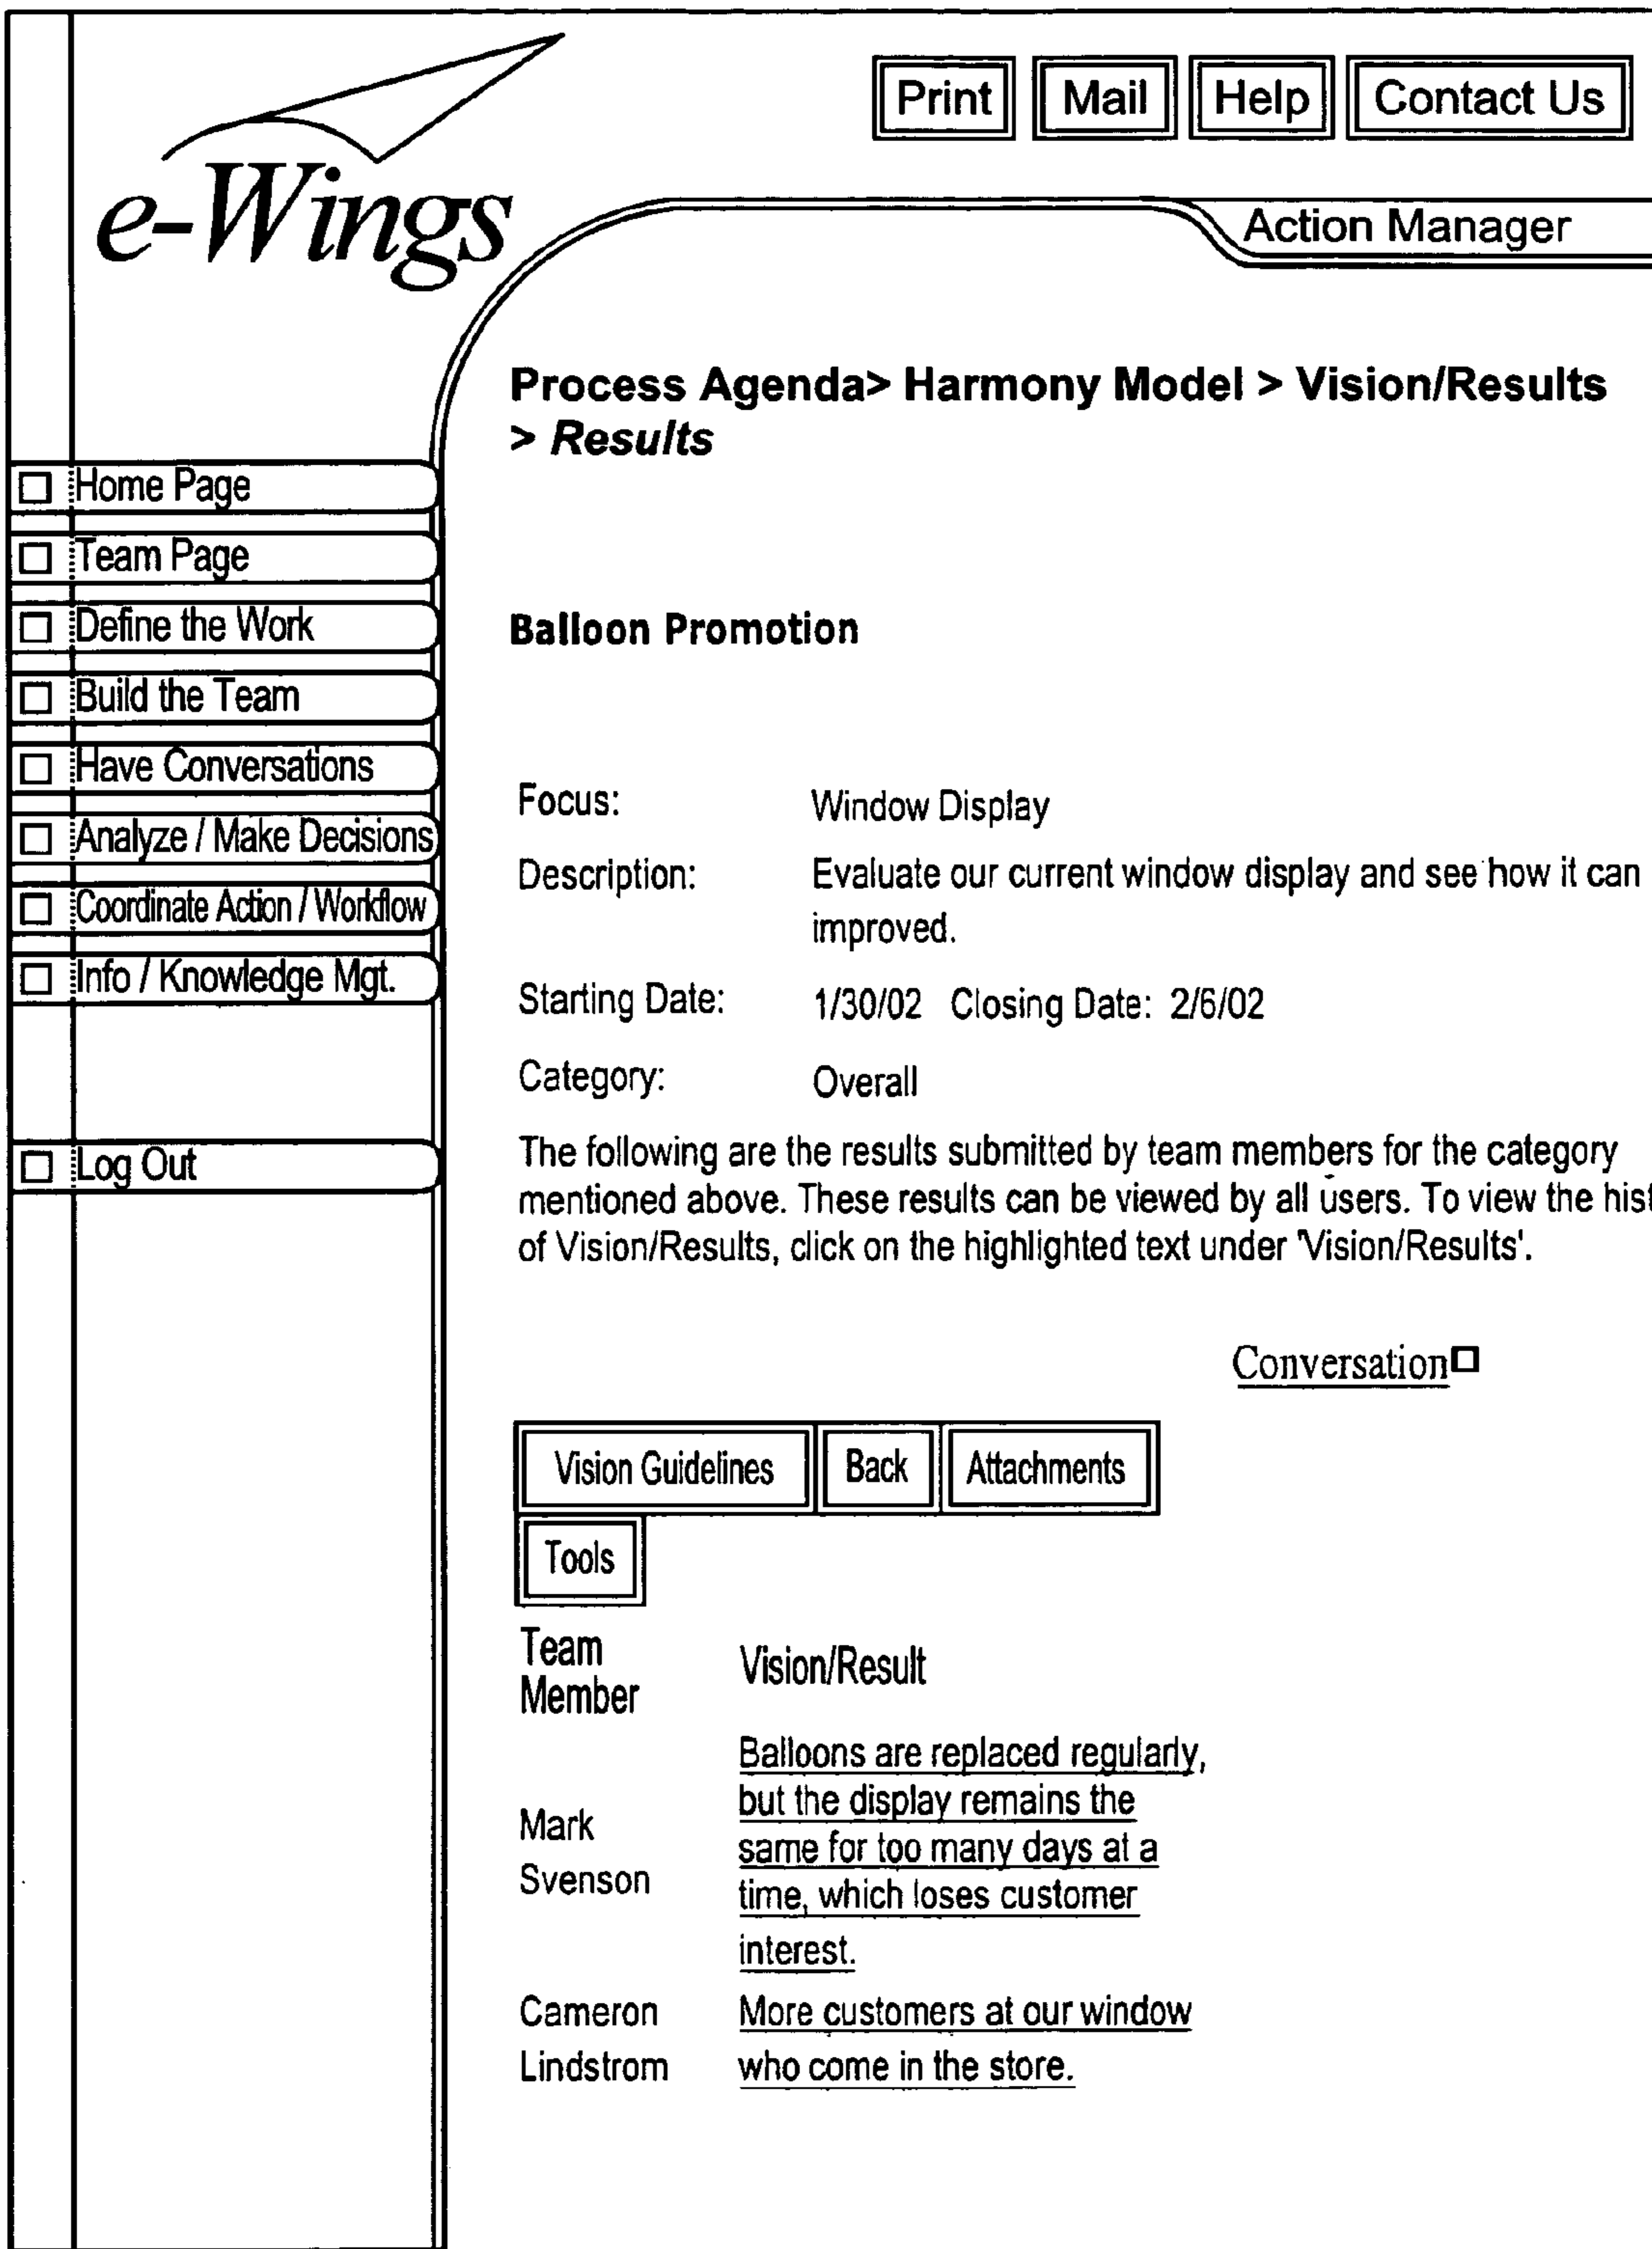 Print Mail Help Contact Us
e-Wings
Action Manager
Process Agenda> Harmony Model > Vision/Results
> Results
Home Page
Team Page
Define the Work
Build the Team
Have Conversations
Analyze / Make Decisions
Coordinate Action / Workflow
Info / Knowledge Mgt.
Log Out
Balloon Promotion
Focus: Window Display
Description: Evaluate our current window display and see how it can
improved.
Starting Date: 1/30/02 Closing Date: 2/6/02
Category: Overall
The following are the results submitted by team members for the category
mentioned above. These results can be viewed by all users. To view the hist
of Vision/Results, click on the highlighted text under 'Vision/Results'.
Conversation
Vision Guidelines Back Attachments
Tools
Team
Member
Vision/Result
Mark
Svenson
Balloons are replaced regularly,
but the display remains the
same for too many days at a
time, which loses customer
interest.
Cameron
Lindstrom
More customers at our window
who come in the store.